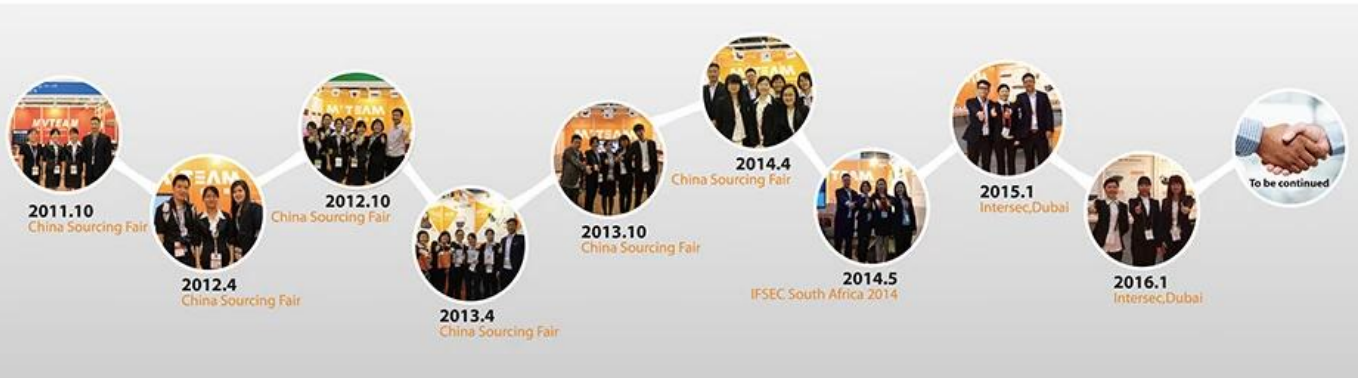 MVTEAM
2011.10
China Sourcing Fair
2012.4
China Sourcing Fair
MVTEAM
2012.10
China Sourcing Fair
2013.4
China Sourcing Fair
2013.10
China Sourcing Fair
MVTEAM
2014.4
China Sourcing Fair
2014.5
IFSEC South Africa 2014
2015.1
Intersec,Dubai
2016.1
Intersec,Dubai
To be continued